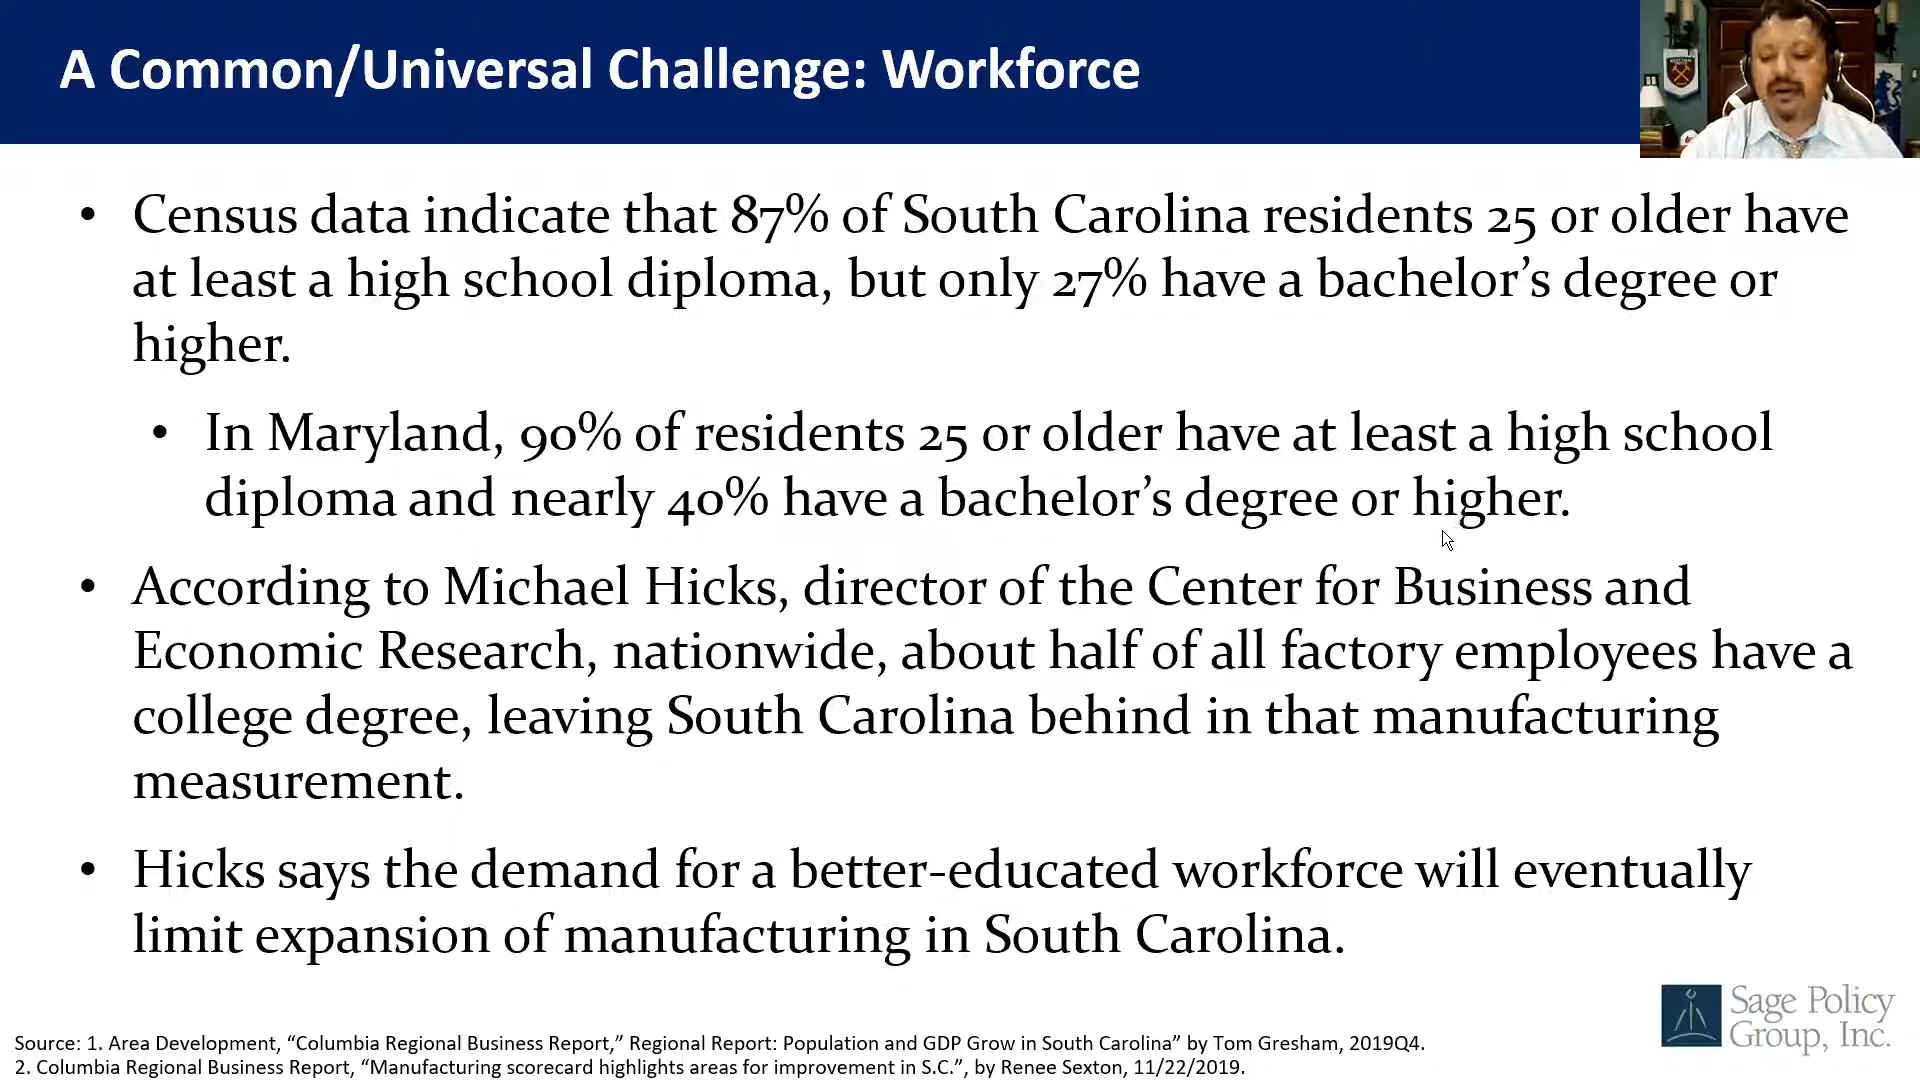 A Common/Universal Challenge: Workforce
• Census data indicate that 87% of South Carolina residents 25 or older have
at least a high school diploma, but only 27% have a bachelor’s degree or
higher.
• In Maryland, 90% of residents 25 or older have at least a high school
diploma and nearly 40% have a bachelor’s degree or higher.
• According to Michael Hicks, director of the Center for Business and
Economic Research, nationwide, about half of all factory employees have a
college degree, leaving South Carolina behind in that manufacturing
measurement.
• Hicks says the demand for a better-educated workforce will eventually
limit expansion of manufacturing in South Carolina.
Sage Policy
Group, Inc.
Source: 1. Area Development, “Columbia Regional Business Report,” Regional Report: Population and GDP Grow in South Carolina” by Tom Gresham, 2019Q4.
2. Columbia Regional Business Report, “Manufacturing scorecard highlights areas for improvement in S.C.”, by Renee Sexton, 11/22/2019.